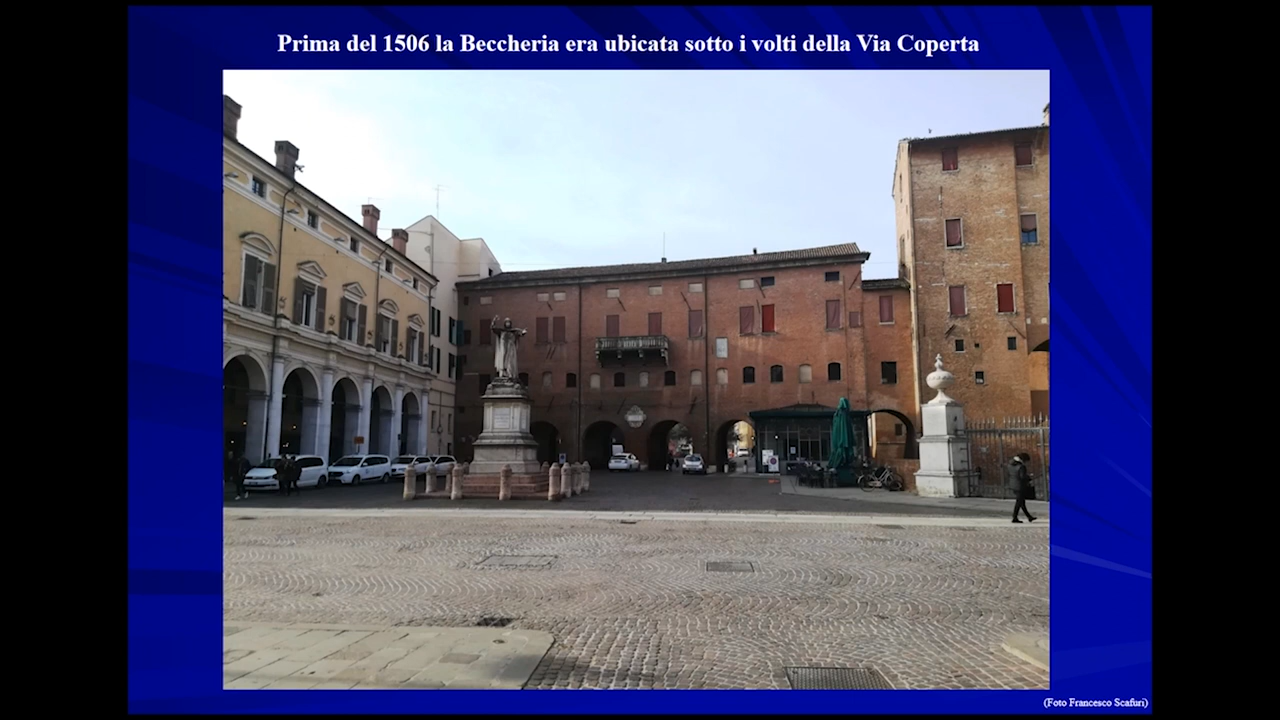 Prima del 1506 la Beccheria era ubicata sotto i volti della Via Coperta
(Foto Francesco Scafuri)